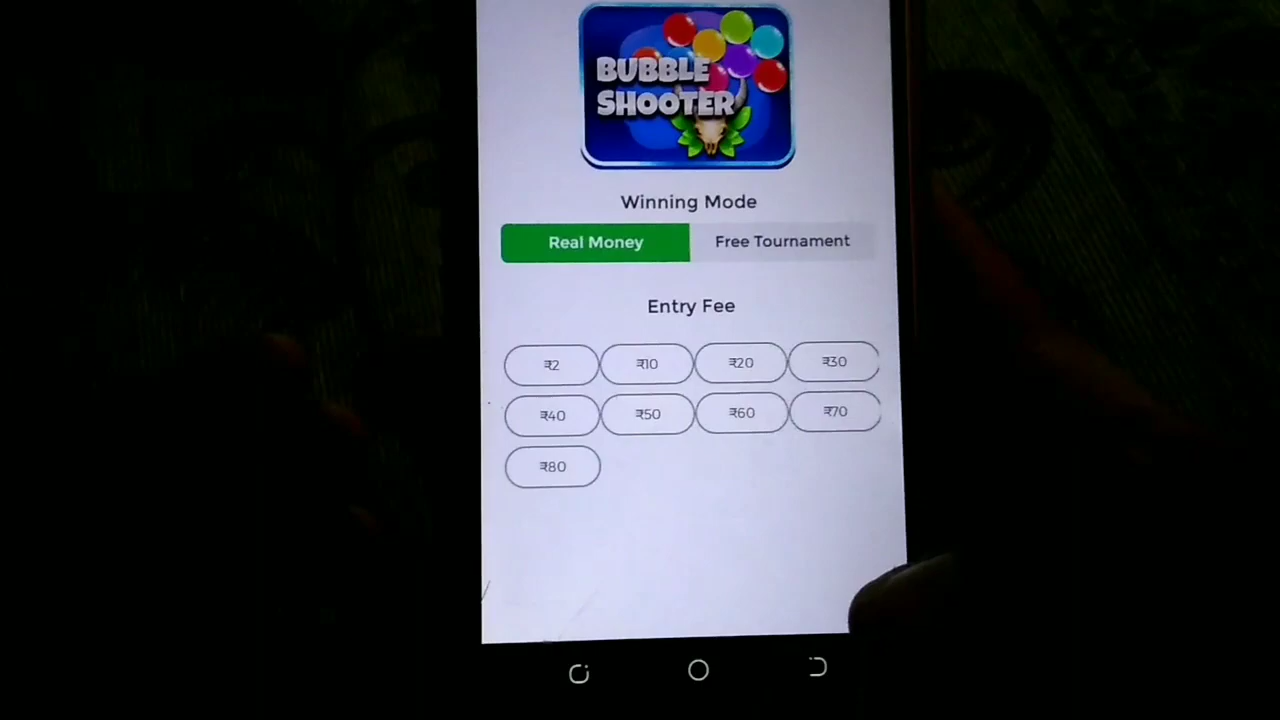 BUBBLE
SHOOTER
Winning Mode
Real Money Free Tournament
Entry Fee
₹2 ₹10 ₹20 ₹30
₹40 ₹50 ₹60 ₹70
₹80